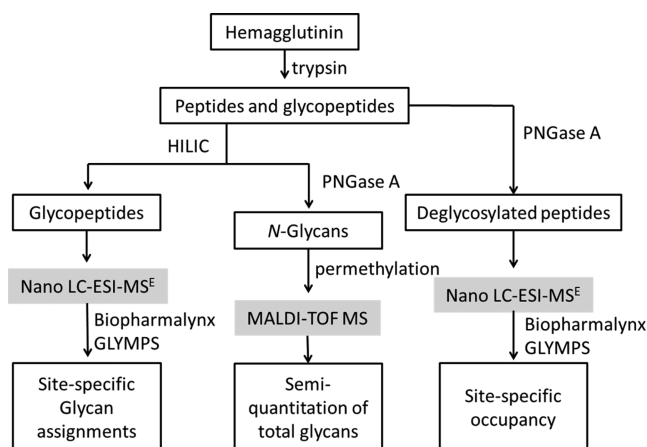 Hemagglutinin
trypsin
Peptides and glycopeptides
HILIC
PNGase A
PNGase A
Glycopeptides
N-Glycans
Deglycosylated peptides
permethylation
Nano LC-ESI-MSᴱ
MALDI-TOF MS
Nano LC-ESI-MSᴱ
Biopharmalynx
GLYMPS
Biopharmalynx
GLYMPS
Site-specific
Glycan
assignments
Semi-
quantitation of
total glycans
Site-specific
occupancy